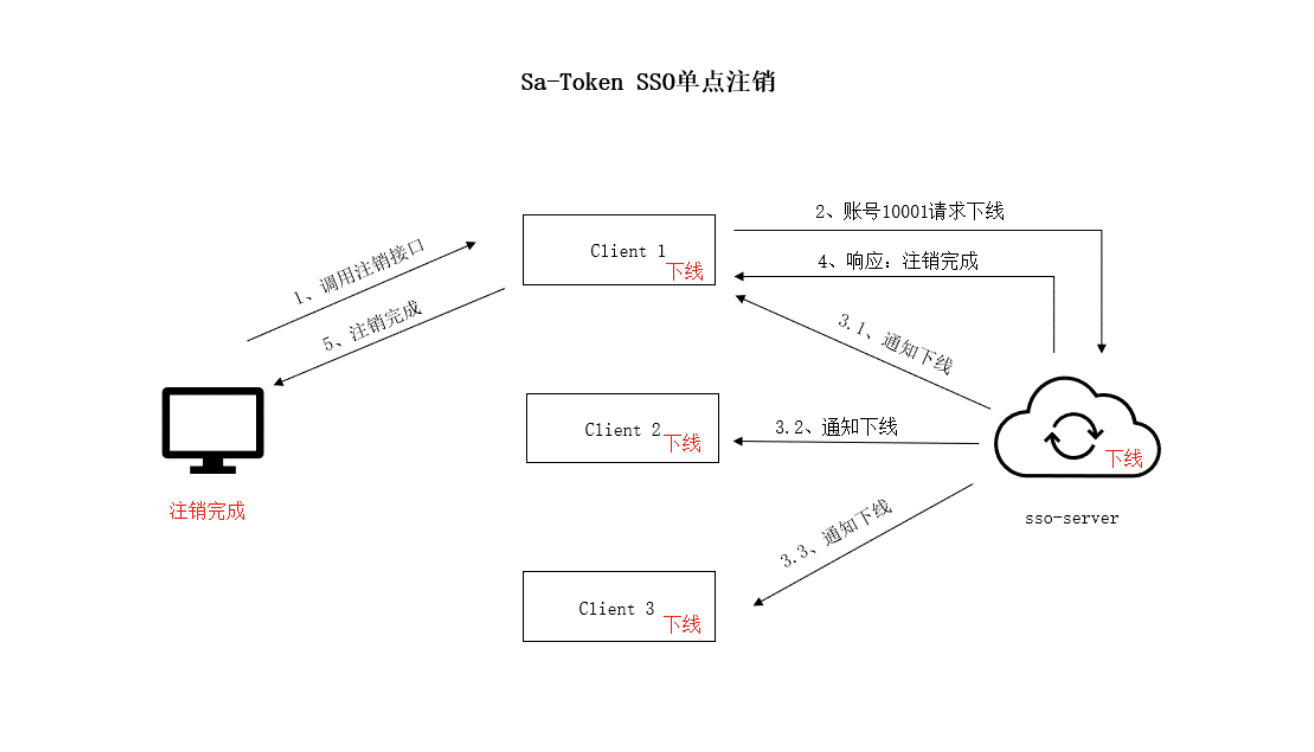 Sa-Token SSO单点注销
2、账号10001请求下线
1、调用注销接口
Client 1
下线
4、响应：注销完成
5、注销完成
3.1、通知下线
Client 2
下线
3.2、通知下线
下线
注销完成
sso-server
3.3、通知下线
Client 3
下线